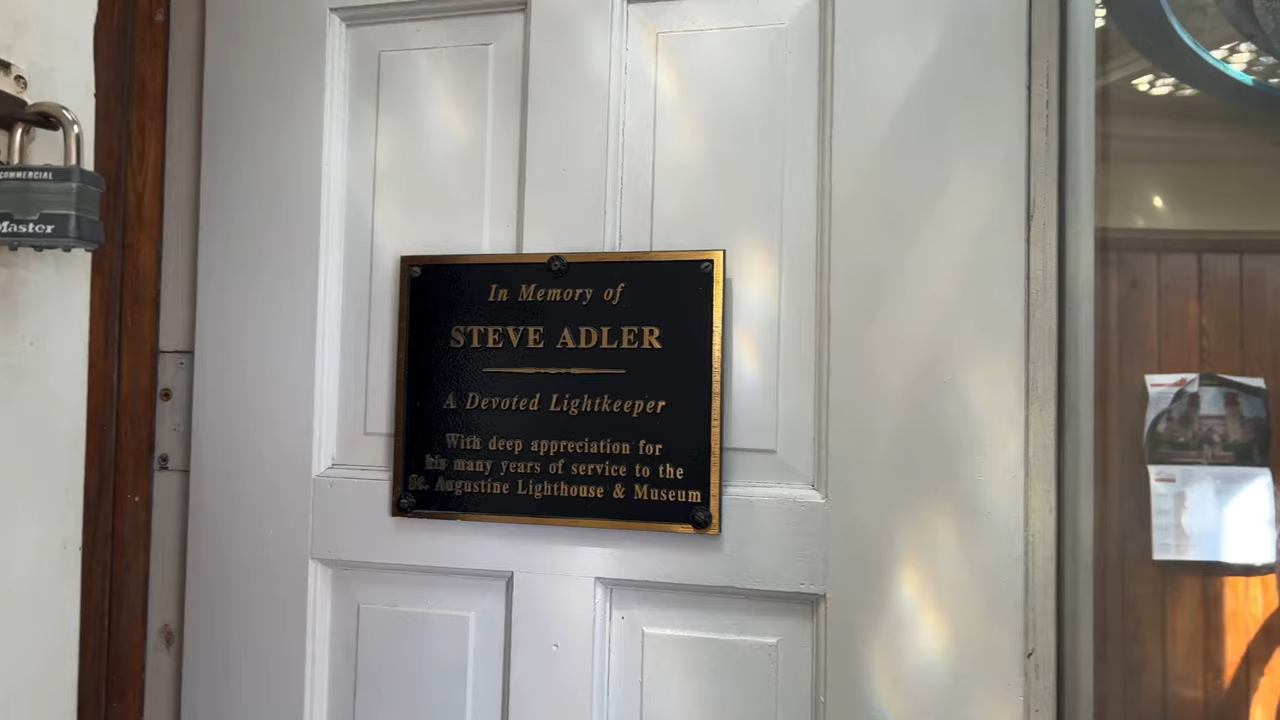 COMMERCIAL
Master
In Memory of
STEVE ADLER
A Devoted Lightkeeper
With deep appreciation for
his many years of service to the
St. Augustine Lighthouse & Museum